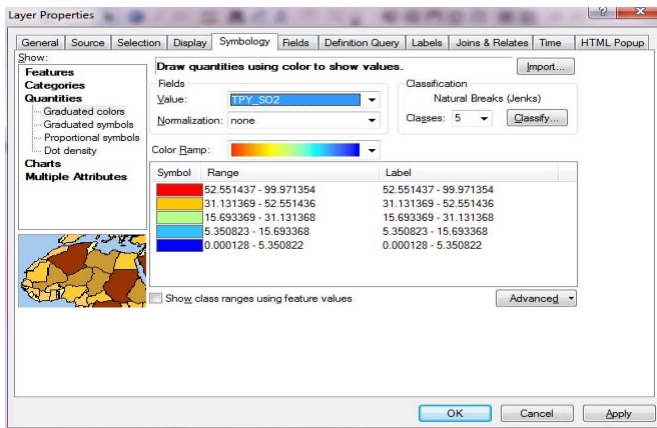 Layer Properties
General Source Selection Display Symbology Fields Definition Query Labels Joins & Relates Time HTML Popup
Show:
Features
Categories
Quantities
Graduated colors
Graduated symbols
Proportional symbols
Dot density
Charts
Multiple Attributes
Draw quantities using color to show values.
Import...
Fields
Value: TPY_SO2
Normalization: none
Classification
Natural Breaks (Jenks)
Classes: 5 Classify...
Color Ramp:
Symbol Range Label
52.551437 - 99.971354 52.551437 - 99.971354
31.131369 - 52.551436 31.131369 - 52.551436
15.693369 - 31.131368 15.693369 - 31.131368
5.350823 - 15.693368 5.350823 - 15.693368
0.000128 - 5.350822 0.000128 - 5.350822
Show class ranges using feature values
Advanced
OK Cancel Apply